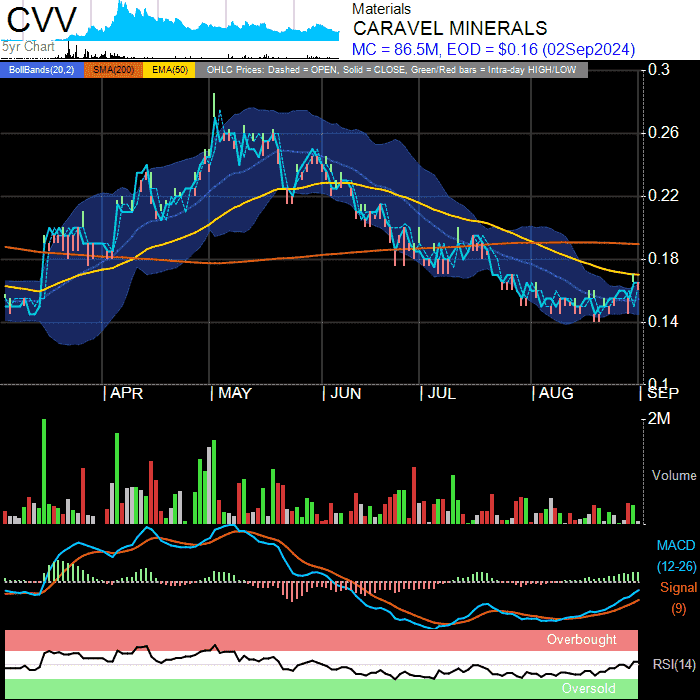 CVV
5yr Chart
Materials
CARAVEL MINERALS
MC = 86.5M, EOD = $0.16 (02Sep2024)
BollBands(20,2) SMA(200) EMA(50) OHLC Prices: Dashed = OPEN, Solid = CLOSE, Green/Red bars = Intra-day HIGH/LOW
0.3
0.26
0.22
0.18
0.14
0.1
APR MAY JUN JUL AUG SEP
2M
Volume
MACD
(12-26)
Signal
(9)
Overbought
RSI(14)
Oversold